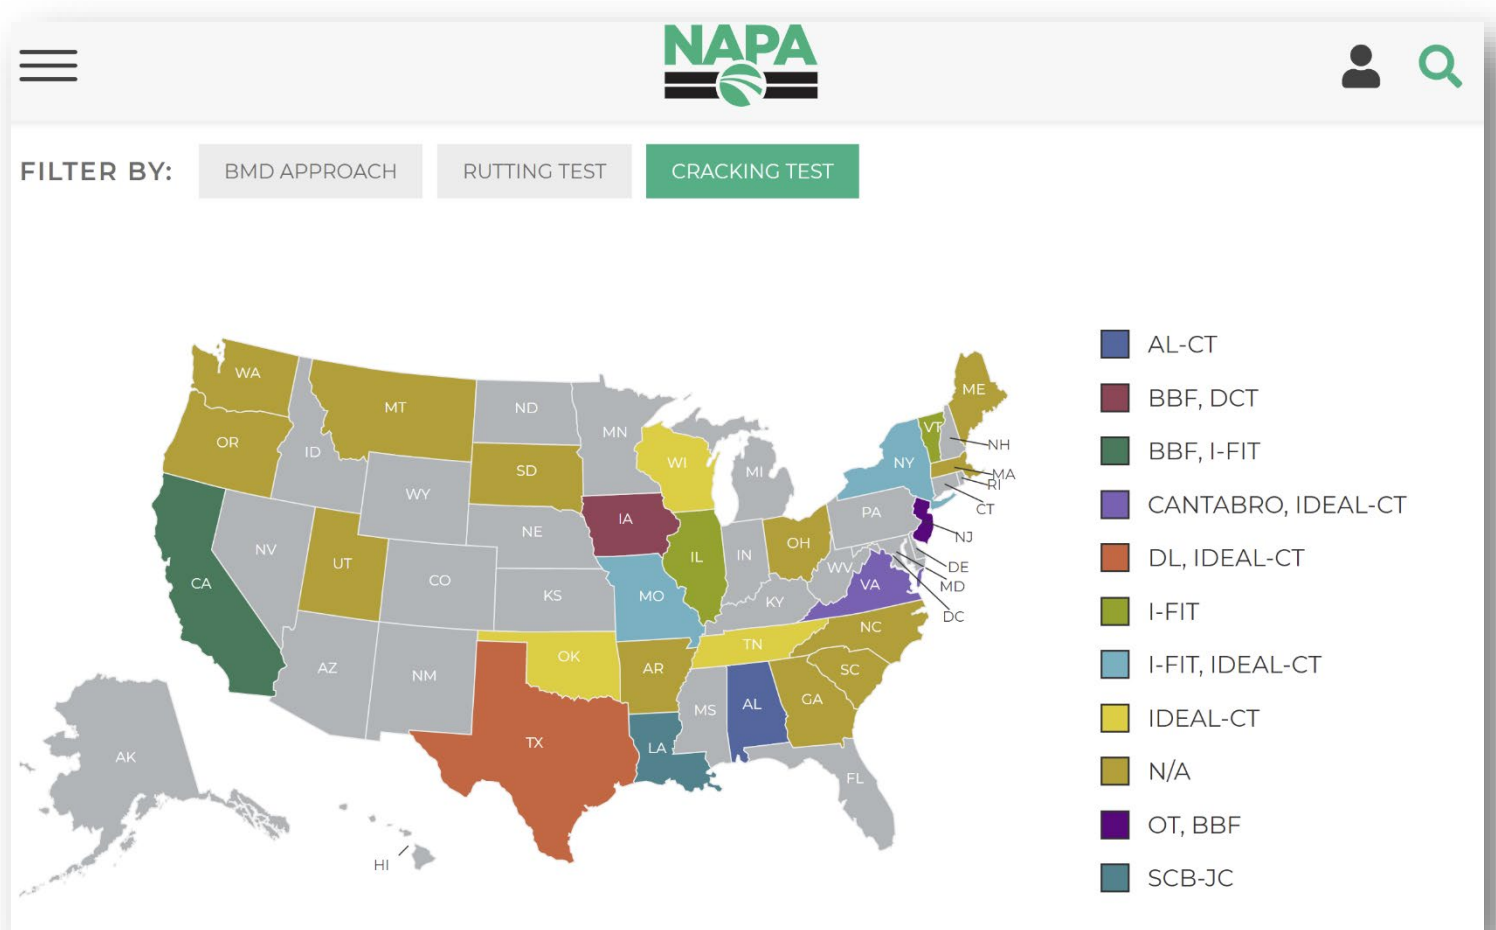 NAPA
FILTER BY:
BMD APPROACH
RUTTING TEST
CRACKING TEST
WA
MT
ND
MN
ME
VT
NH
OR
ID
SD
WI
MI
NY
MA
RI
WY
CT
IA
PA
NE
NJ
NV
UT
OH
IN
IL
CO
WV
DE
CA
VA
MD
KS
MO
KY
DC
NC
TN
OK
AR
SC
AZ
NM
GA
MS
AL
TX
LA
AK
FL
HI
AL-CT
BBF, DCT
BBF, I-FIT
CANTABRO, IDEAL-CT
DL, IDEAL-CT
I-FIT
I-FIT, IDEAL-CT
IDEAL-CT
N/A
OT, BBF
SCB-JC